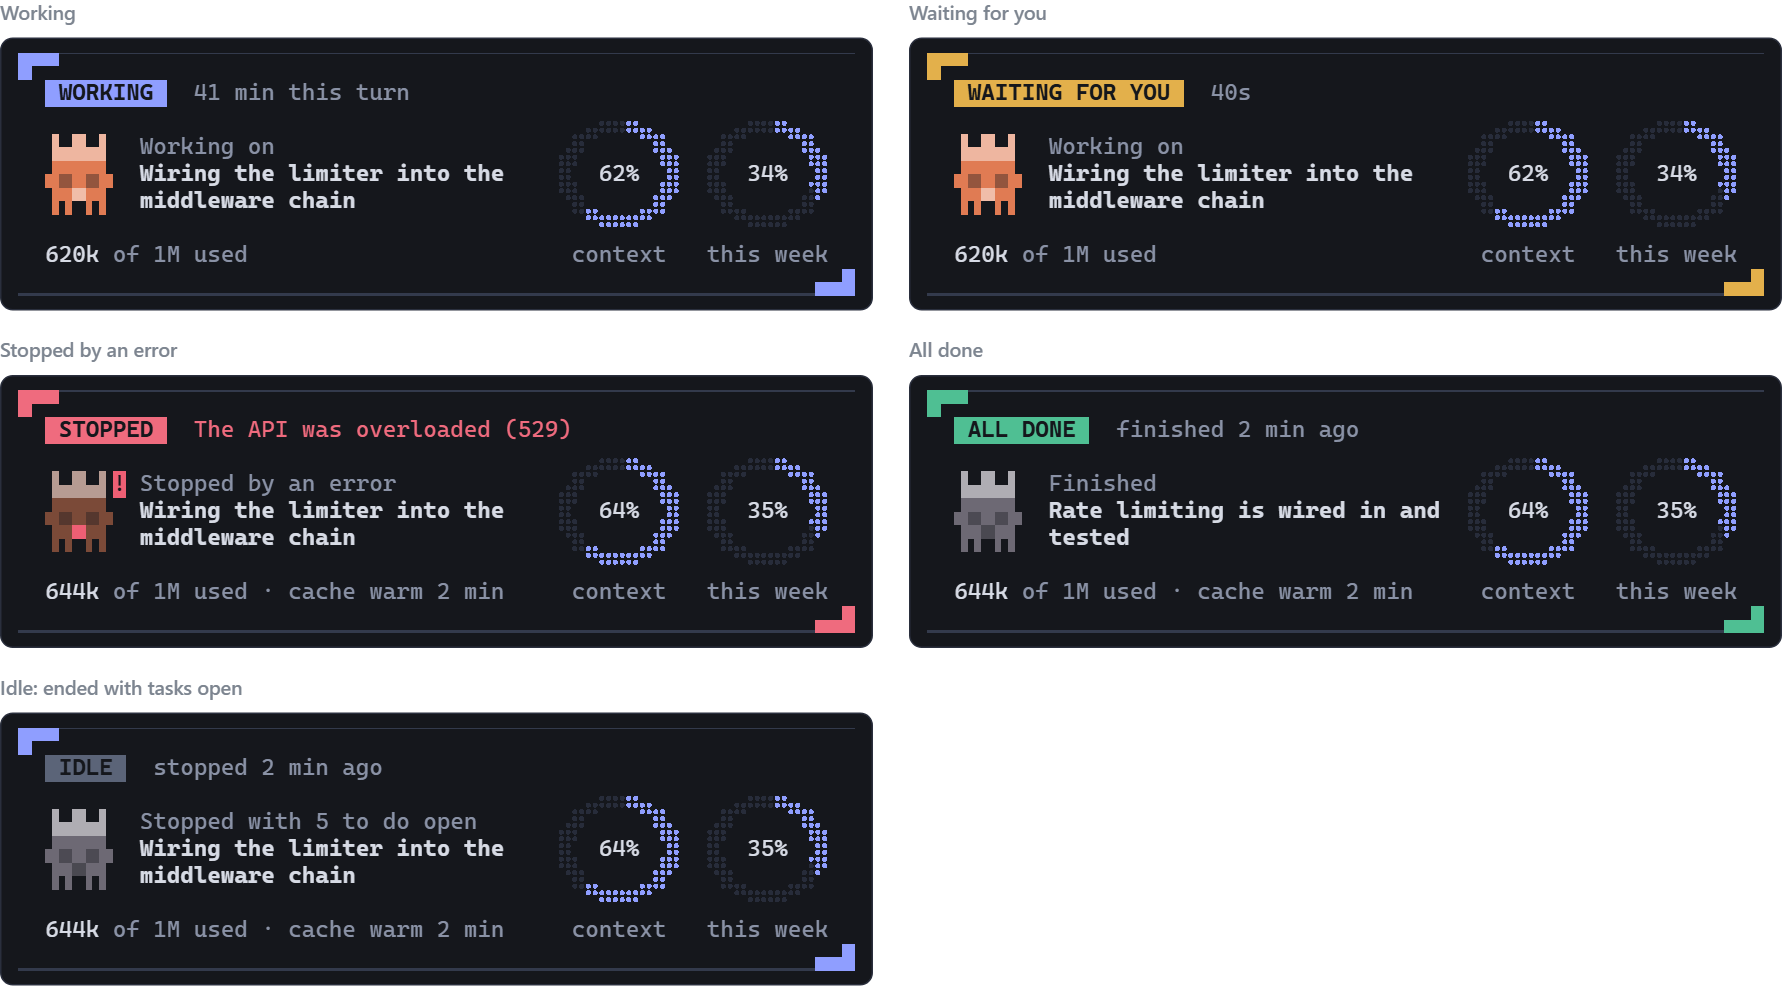 Working
WORKING 41 min this turn
Working on
Wiring the limiter into the
middleware chain
62%
34%
620k of 1M used
context
this week
Waiting for you
WAITING FOR YOU 40s
Working on
Wiring the limiter into the
middleware chain
62%
34%
620k of 1M used
context
this week
Stopped by an error
STOPPED The API was overloaded (529)
!
Stopped by an error
Wiring the limiter into the
middleware chain
64%
35%
644k of 1M used · cache warm 2 min
context
this week
All done
ALL DONE finished 2 min ago
Finished
Rate limiting is wired in and
tested
64%
35%
644k of 1M used · cache warm 2 min
context
this week
Idle: ended with tasks open
IDLE stopped 2 min ago
Stopped with 5 to do open
Wiring the limiter into the
middleware chain
64%
35%
644k of 1M used · cache warm 2 min
context
this week